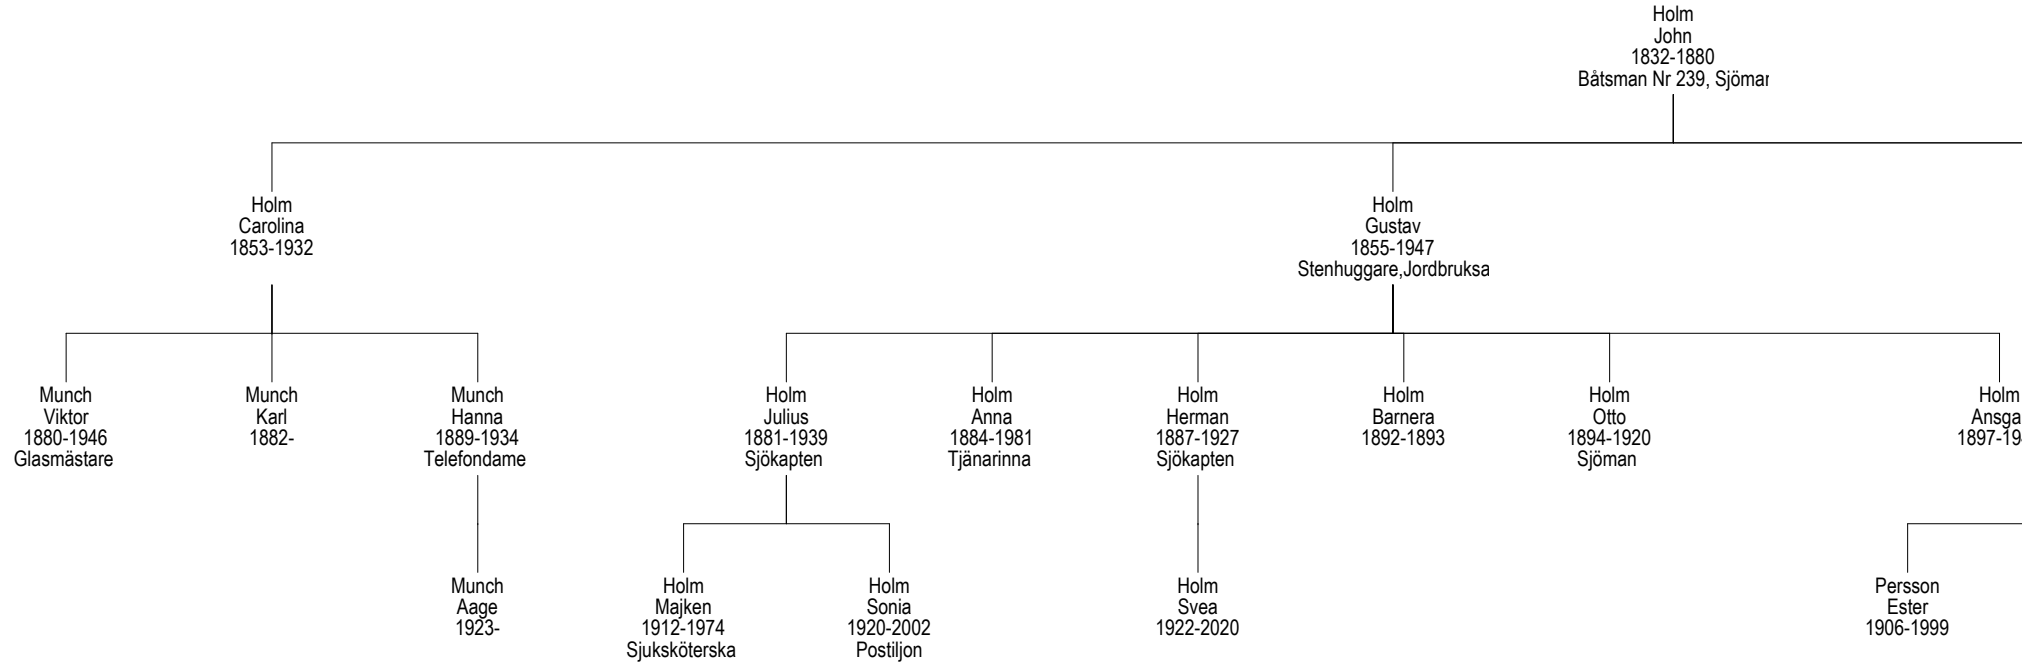 Holm
John
1832-1880
Båtsman Nr 239, Sjömar
Holm
Carolina
1853-1932
Holm
Gustav
1855-1947
Stenhuggare,Jordbruksa
Munch
Viktor
1880-1946
Glasmästare
Munch
Karl
1882-
Munch
Hanna
1889-1934
Telefondame
Holm
Julius
1881-1939
Sjökapten
Holm
Anna
1884-1981
Tjänarinna
Holm
Herman
1887-1927
Sjökapten
Holm
Barnera
1892-1893
Holm
Otto
1894-1920
Sjöman
Holm
Ansga
1897-19
Munch
Aage
1923-
Holm
Majken
1912-1974
Sjuksköterska
Holm
Sonia
1920-2002
Postiljon
Holm
Svea
1922-2020
Persson
Ester
1906-1999